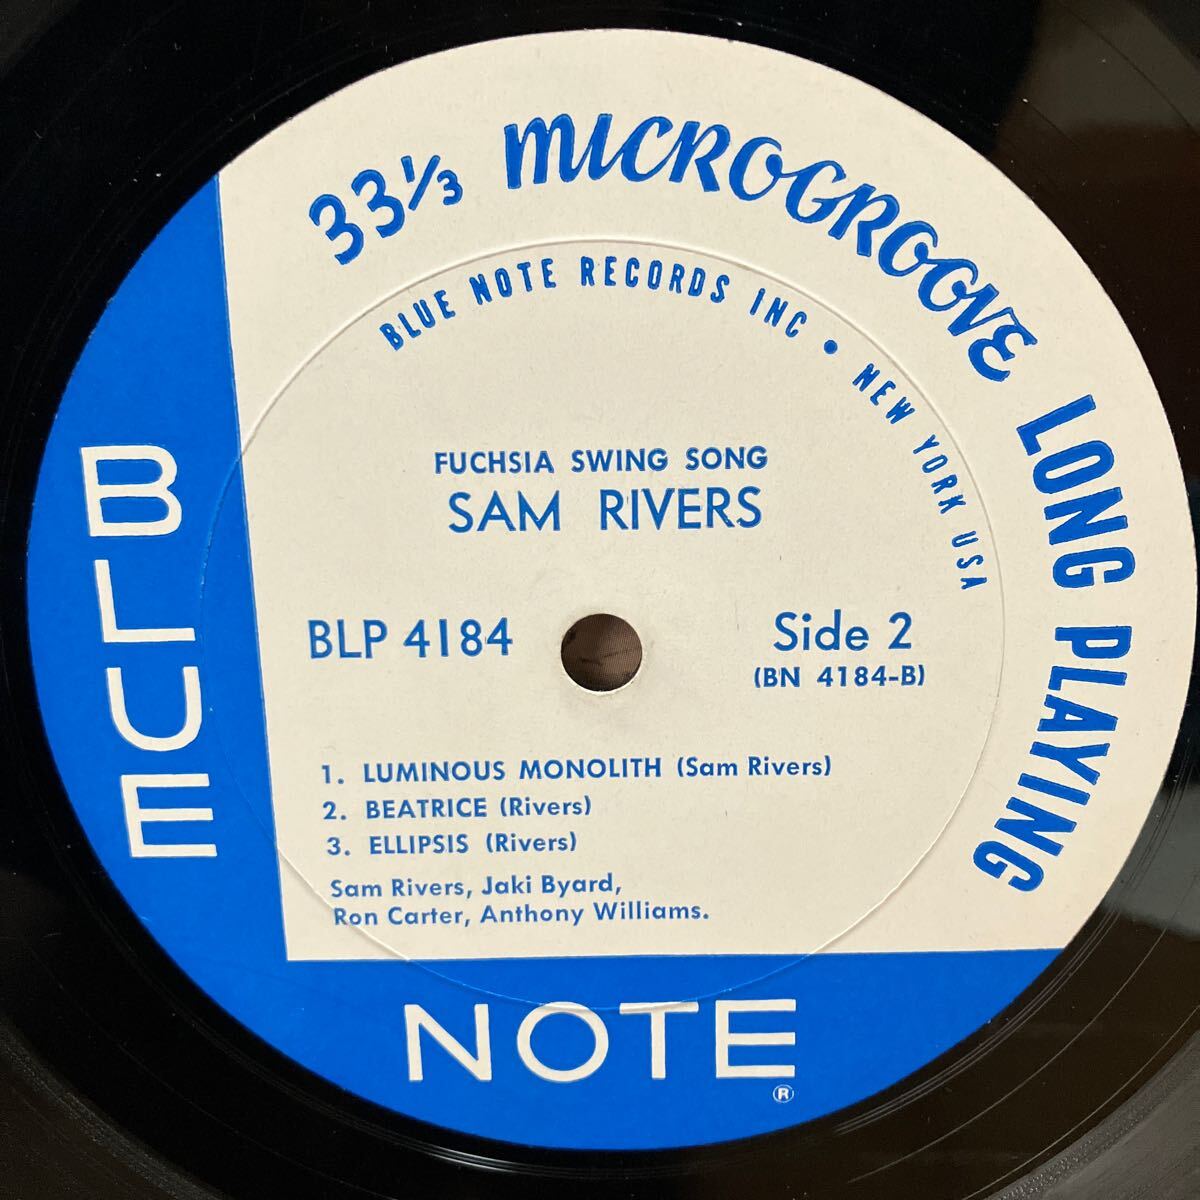 33⅓ MICROGROOVE LONG PLAYING
BLUE NOTE RECORDS INC • NEW YORK USA
FUCHSIA SWING SONG
SAM RIVERS
BLP 4184
Side 2
(BN 4184-B)
1. LUMINOUS MONOLITH (Sam Rivers)
2. BEATRICE (Rivers)
3. ELLIPSIS (Rivers)
Sam Rivers, Jaki Byard,
Ron Carter, Anthony Williams.
BLUE
NOTE
®